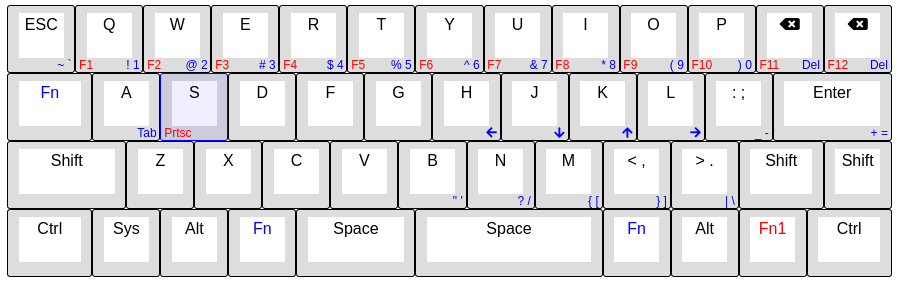 ESC Q W E R T Y U I O P
~ ` F1 ! 1 F2 @ 2 F3 # 3 F4 $ 4 F5 % 5 F6 ^ 6 F7 & 7 F8 * 8 F9 ( 9 F10 ) 0 F11 Del F12 Del
Fn A S D F G H J K L : ; Enter
Tab Prtsc ← ↓ ↑ → _ - + =
Shift Z X C V B N M < , > . Shift Shift
" ' ? / { [ } ] | \
Ctrl Sys Alt Fn Space Space Fn Alt Fn1 Ctrl